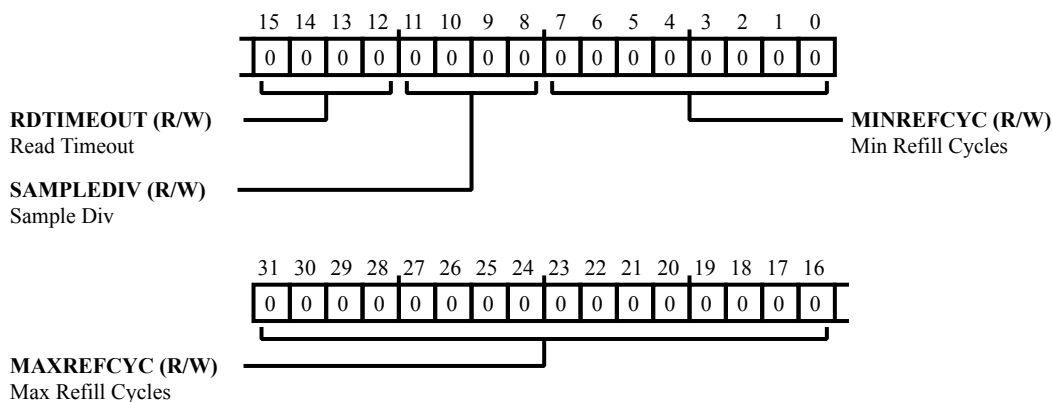 15 14 13 12 11 10 9 8 7 6 5 4 3 2 1 0
0 0 0 0 0 0 0 0 0 0 0 0 0 0 0 0
RDTIMEOUT (R/W)
Read Timeout
MINREFCYC (R/W)
Min Refill Cycles
SAMPLEDIV (R/W)
Sample Div
31 30 29 28 27 26 25 24 23 22 21 20 19 18 17 16
0 0 0 0 0 0 0 0 0 0 0 0 0 0 0 0
MAXREFCYC (R/W)
Max Refill Cycles